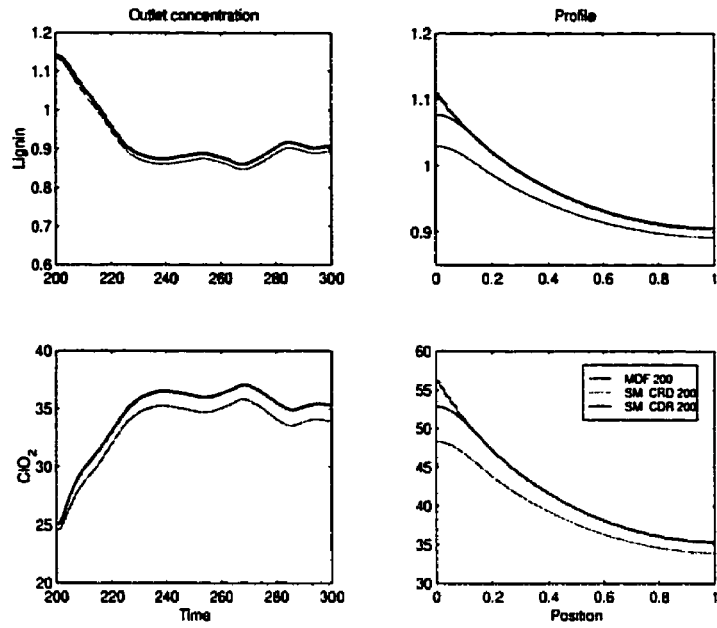 Outlet concentration
Profile
1.2
1.1
1
0.9
0.8
0.7
0.6
Lignin
200 220 240 260 280 300
1.2
1.1
1
0.9
0 0.2 0.4 0.6 0.8 1
40
35
30
25
20
ClO2
200 220 240 260 280 300
Time
60
55
50
45
40
35
30
MDF 200
SM CRD 200
SM CDR 200
0 0.2 0.4 0.6 0.8 1
Position